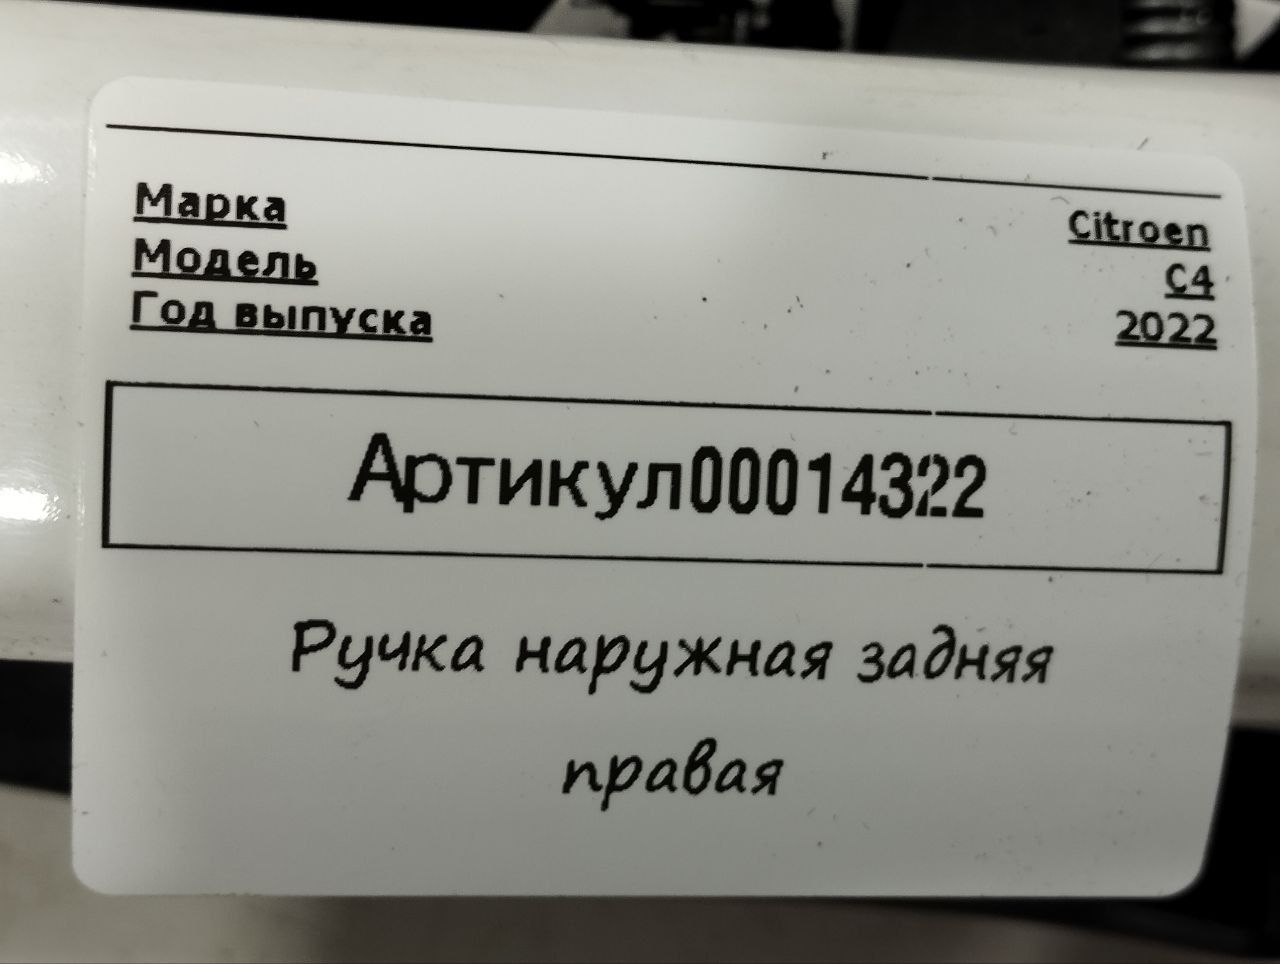 Марка Citroen
Модель C4
Год выпуска 2022
Артикул00014322
Ручка наружная задняя
правая